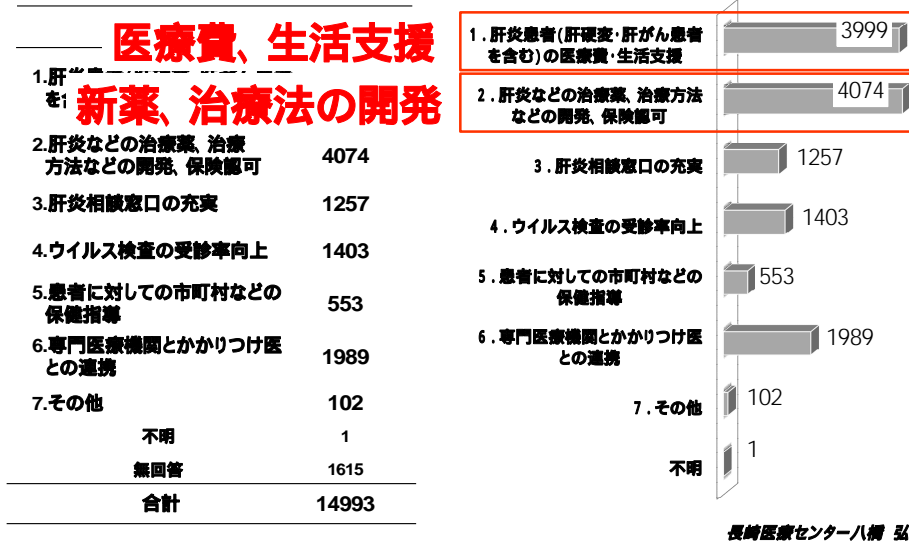 医療費、生活支援
新薬、治療法の開発
1.肝
を
2.肝炎などの治療薬、治療
方法などの開発、保険認可
4074
3.肝炎相談窓口の充実
1257
4.ウイルス検査の受診率向上
1403
5.患者に対しての市町村などの
保健指導
553
6.専門医療機関とかかりつけ医
との連携
1989
7.その他
102
不明
1
無回答
1615
合計
14993
1.肝炎患者(肝硬変・肝がん患者
を含む)の医療費・生活支援
3999
2.肝炎などの治療薬、治療方法
などの開発、保険認可
4074
3.肝炎相談窓口の充実
1257
4.ウイルス検査の受診率向上
1403
5.患者に対しての市町村などの
保健指導
553
6.専門医療機関とかかりつけ医
との連携
1989
7.その他
102
不明
1
長崎医療センター八橋 弘